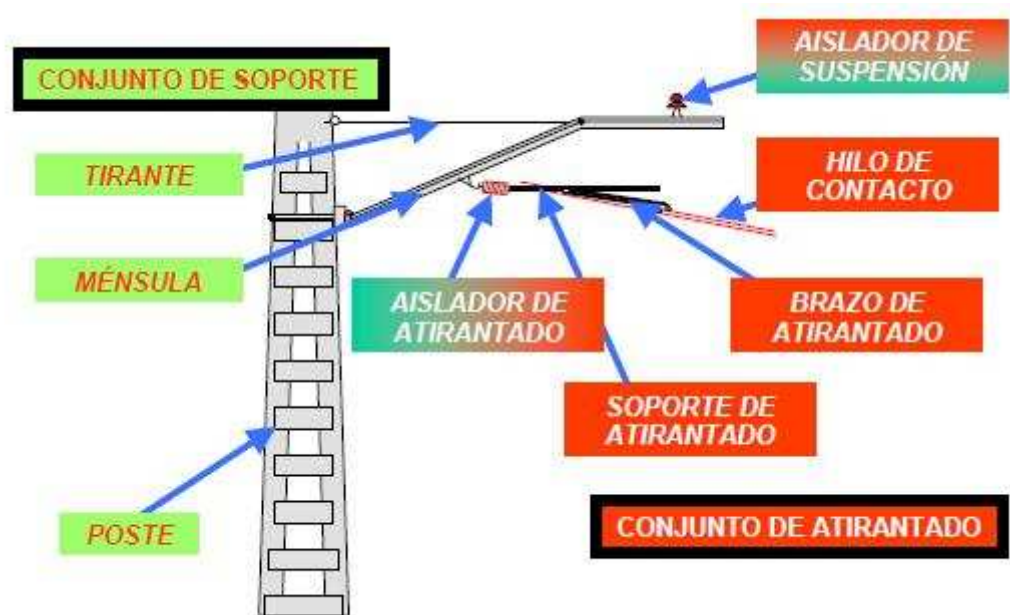 AISLADOR DE
SUSPENSIÓN
CONJUNTO DE SOPORTE
TIRANTE
HILO DE
CONTACTO
MÉNSULA
AISLADOR DE
ATIRANTADO
BRAZO DE
ATIRANTADO
SOPORTE DE
ATIRANTADO
POSTE
CONJUNTO DE ATIRANTADO